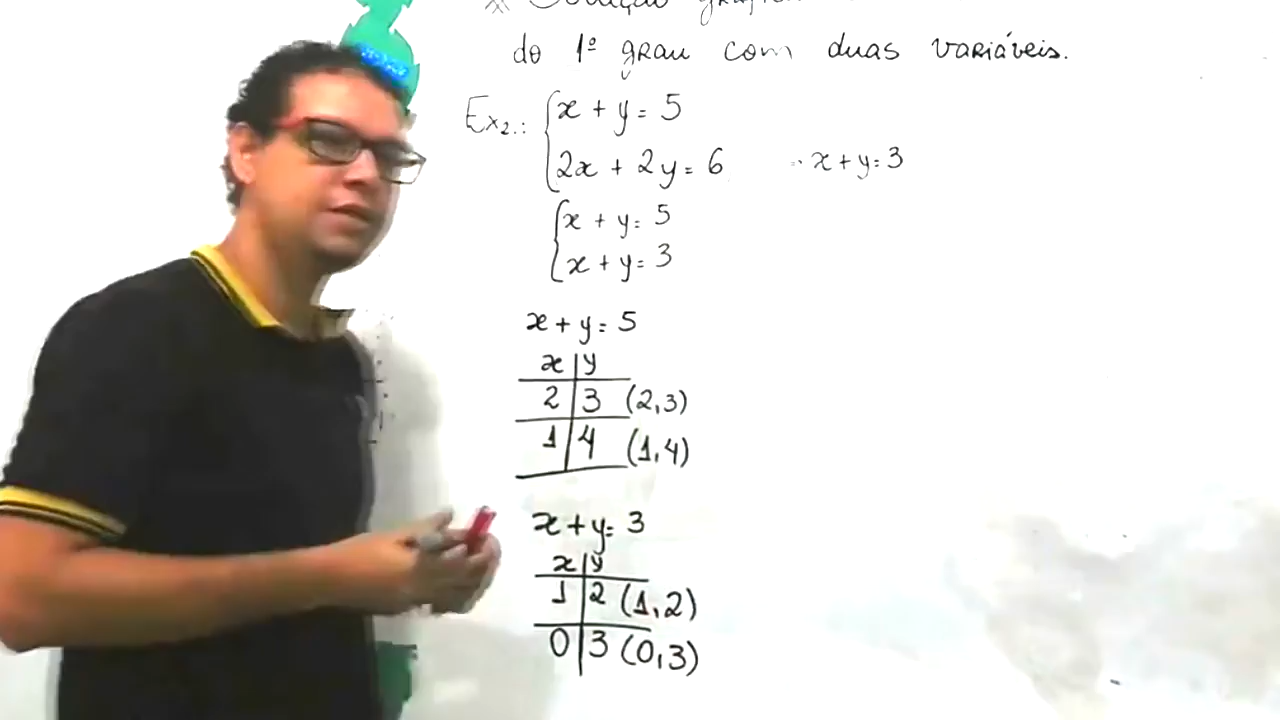 do 1º grau com duas variáveis.
Ex2.: { x + y = 5
2x + 2y = 6 x + y = 3
{ x + y = 5
x + y = 3
x + y = 5
x | y
2 | 3 (2,3)
1 | 4 (1,4)
x + y = 3
x | y
1 | 2 (1,2)
0 | 3 (0,3)